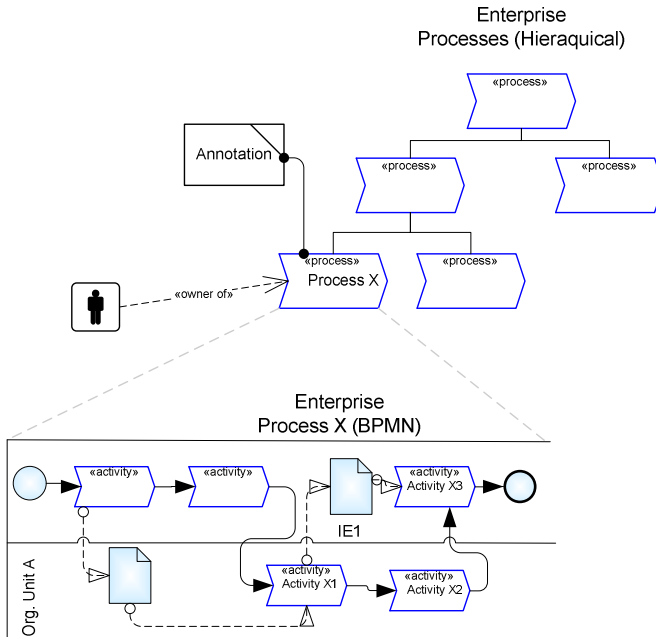 Enterprise
Processes (Hieraquical)
«process»
Annotation
«process»
«process»
«process»
Process X
«process»
«owner of»
Enterprise
Process X (BPMN)
«activity»
«activity»
«activity»
Activity X3
IE1
Org. Unit A
«activity»
Activity X1
«activity»
Activity X2